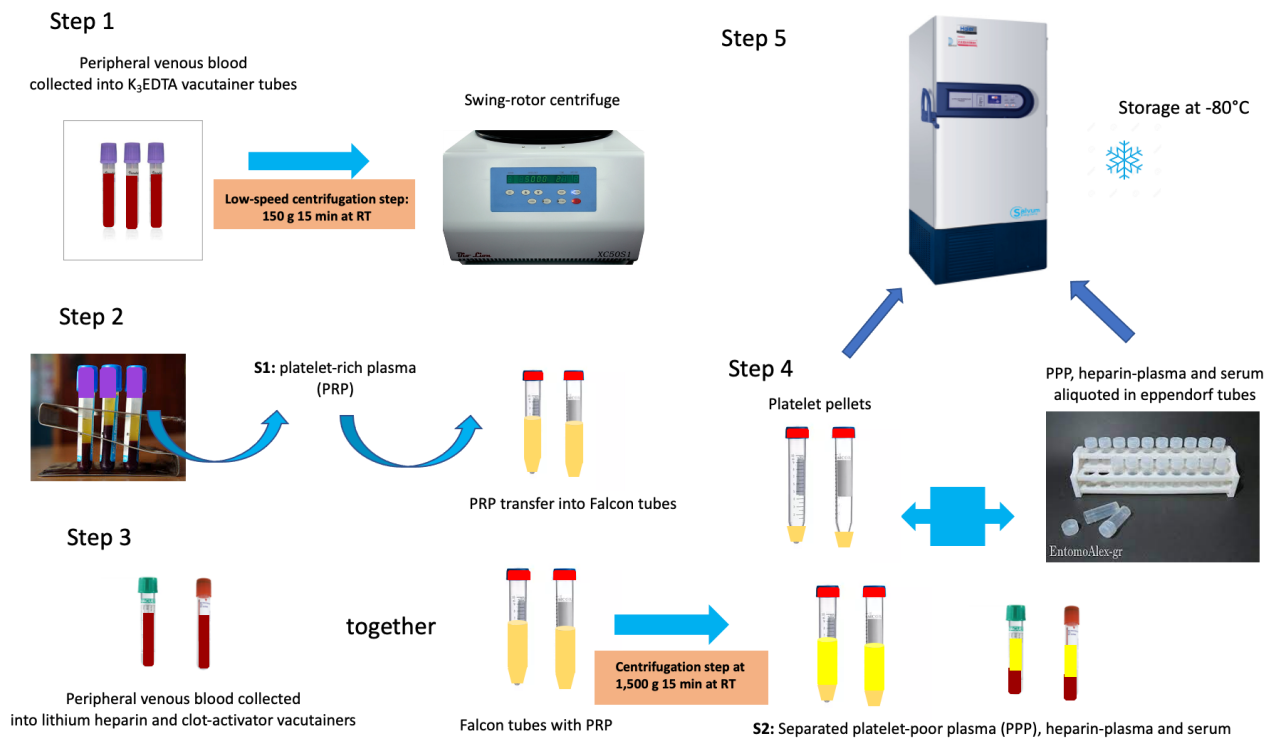 Step 1
Peripheral venous blood
collected into K₃EDTA vacutainer tubes
Low-speed centrifugation step:
150 g 15 min at RT
Swing-rotor centrifuge
XC50S1
Step 2
S1: platelet-rich plasma
(PRP)
PRP transfer into Falcon tubes
Step 3
Peripheral venous blood collected
into lithium heparin and clot-activator vacutainers
together
Falcon tubes with PRP
Centrifugation step at
1,500 g 15 min at RT
S2: Separated platelet-poor plasma (PPP), heparin-plasma and serum
Step 4
Platelet pellets
PPP, heparin-plasma and serum
aliquoted in eppendorf tubes
EntomoAlex-gr
Step 5
Storage at -80°C